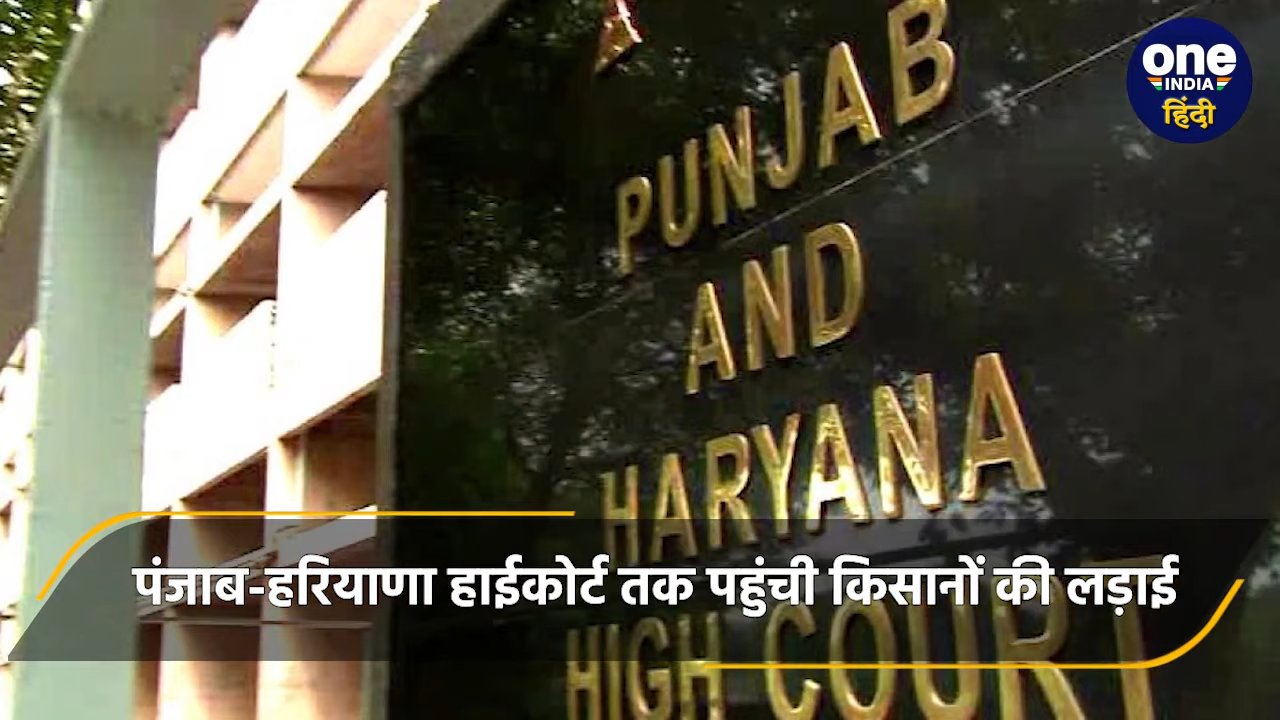 one
INDIA
हिंदी
PUNJAB
AND
HARYANA
HIGH COURT
पंजाब-हरियाणा हाईकोर्ट तक पहुंची किसानों की लड़ाई